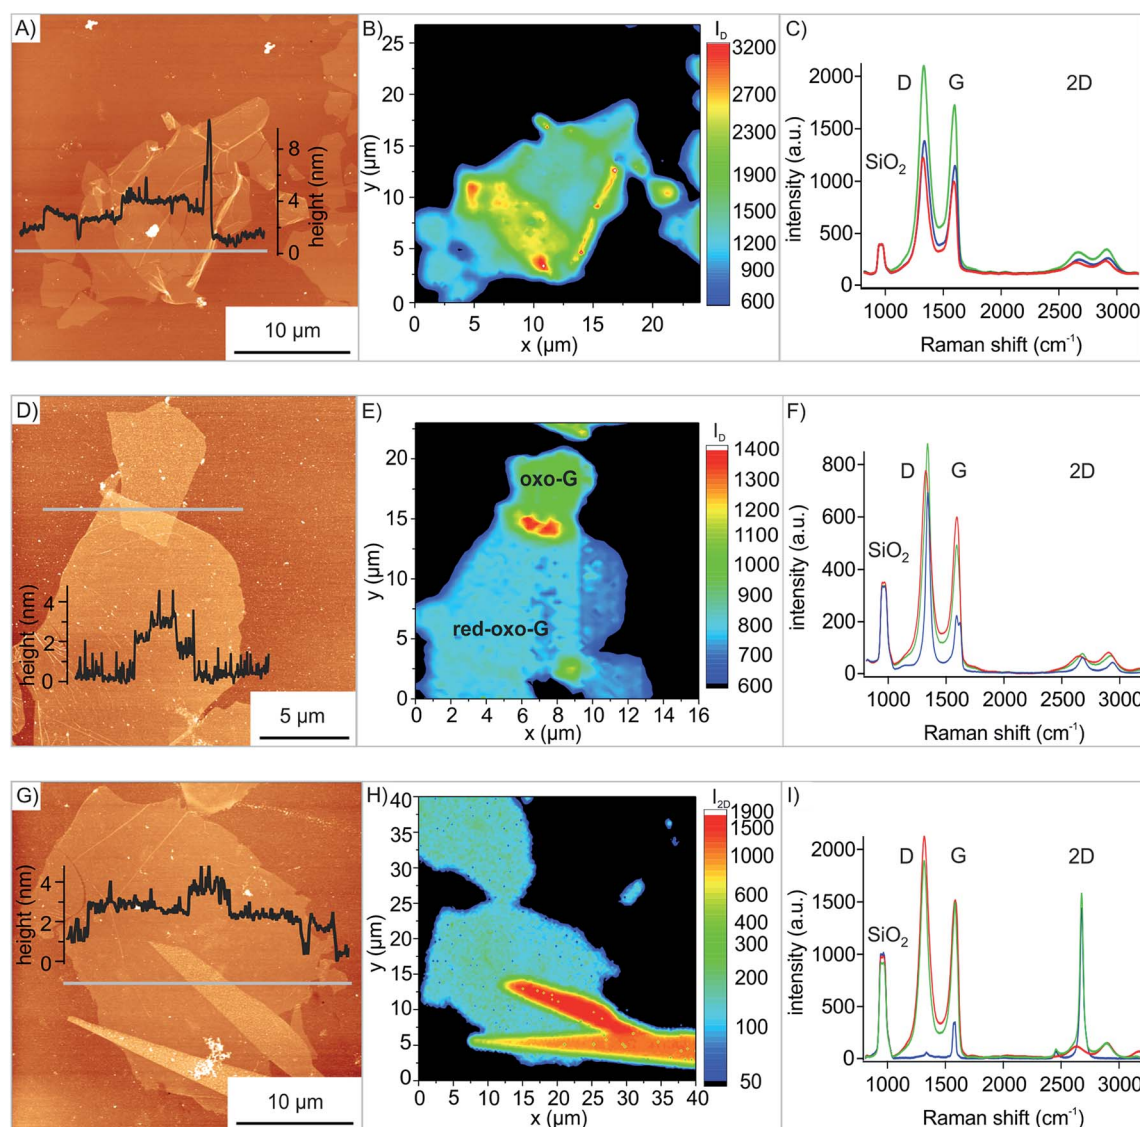 A)
8
4
0
height (nm)
10 µm
B)
I_D
25
20
15
10
5
0
y (µm)
0 5 10 15 20
x (µm)
3200
2700
2100
1800
1500
1200
900
600
C)
D G 2D
SiO2
2000
1500
1000
500
0
intensity (a.u.)
1000 1500 2000 2500 3000
Raman shift (cm-1)
D)
4
2
0
height (nm)
5 µm
E)
I_D
oxo-G
red-oxo-G
20
15
10
5
0
y (µm)
0 2 4 6 8 10 12 14 16
x (µm)
1400
1300
1200
1100
1000
900
800
700
600
F)
D G 2D
SiO2
800
600
400
200
0
intensity (a.u.)
1000 1500 2000 2500 3000
Raman shift (cm-1)
G)
4
2
0
height (nm)
10 µm
H)
I_2D
40
35
30
25
20
15
10
5
0
y (µm)
0 5 10 15 20 25 30 35 40
x (µm)
1900
1500
1000
600
400
300
200
100
50
I)
D G 2D
SiO2
2000
1500
1000
500
0
intensity (a.u.)
1000 1500 2000 2500 3000
Raman shift (cm-1)